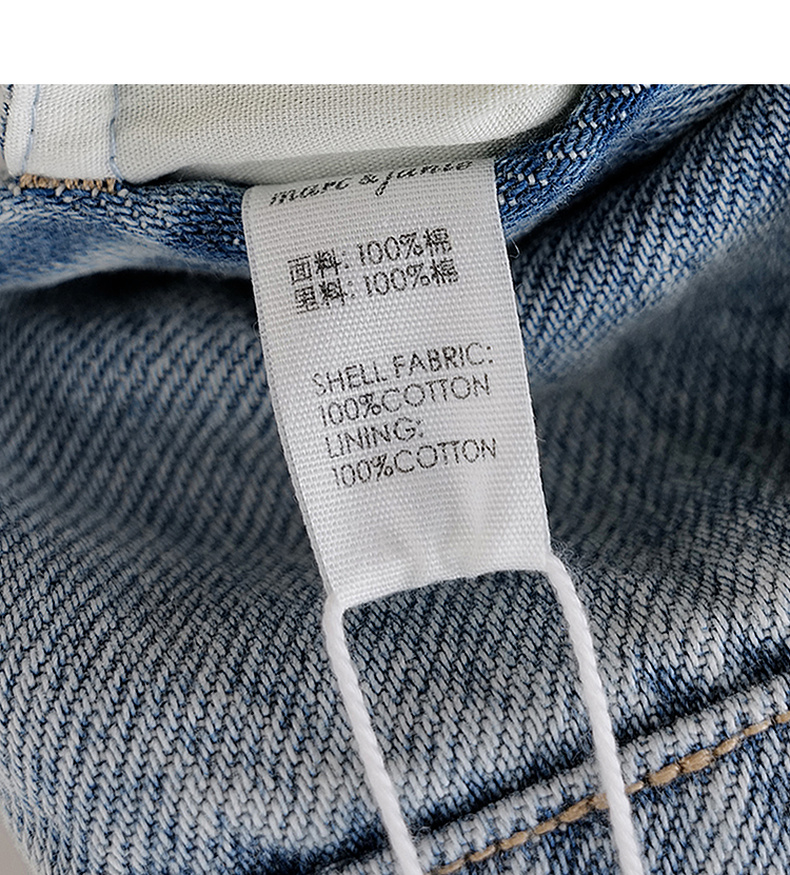 marc & janie
面料: 100%棉
里料: 100%棉
SHELL FABRIC:
100%COTTON
LINING:
100%COTTON